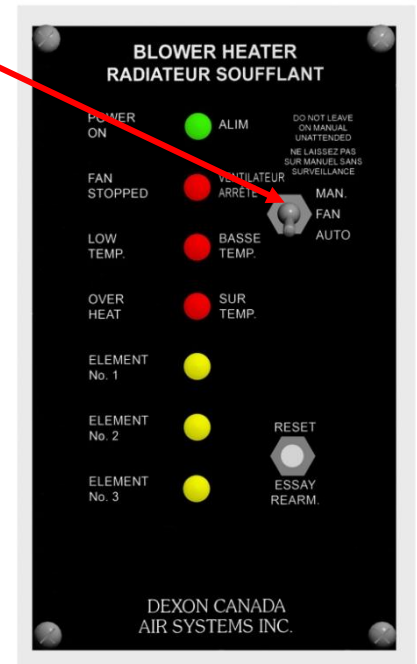 BLOWER HEATER
RADIATEUR SOUFFLANT
POWER
ON
ALIM
DO NOT LEAVE
ON MANUAL
UNATTENDED
NE LAISSEZ PAS
SUR MANUEL SANS
SURVEILLANCE
FAN
STOPPED
VENTILATEUR
ARRÊTE
MAN.
FAN
AUTO
LOW
TEMP.
BASSE
TEMP.
OVER
HEAT
SUR
TEMP.
ELEMENT
No. 1
ELEMENT
No. 2
RESET
ELEMENT
No. 3
ESSAY
REARM.
DEXON CANADA
AIR SYSTEMS INC.